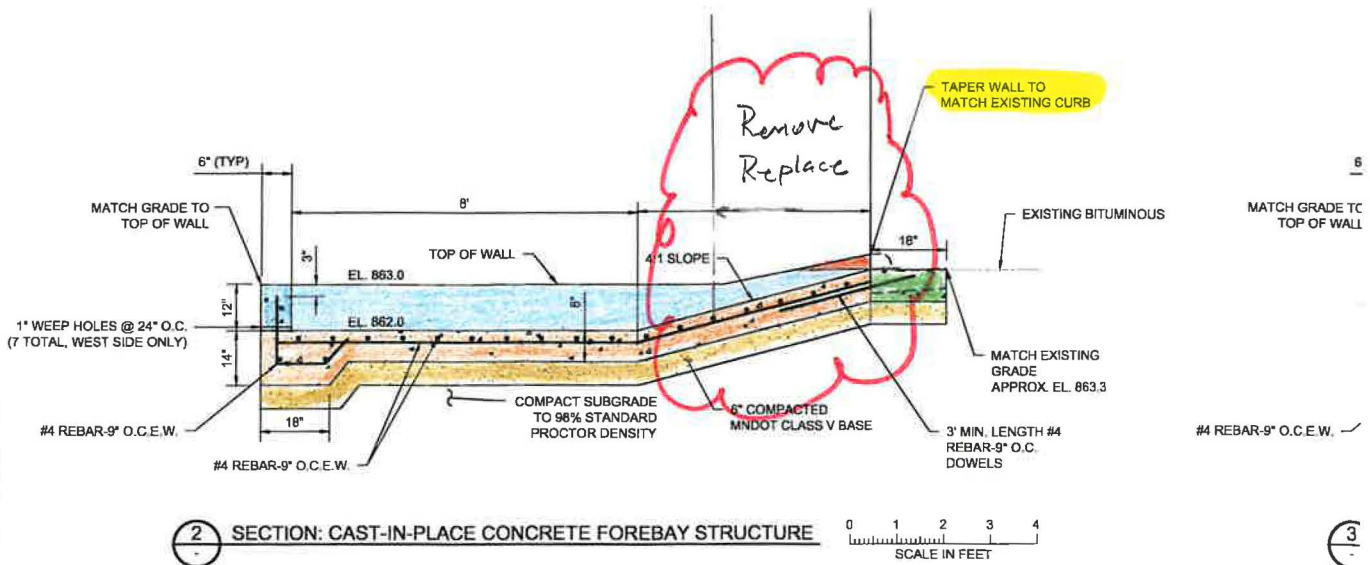 Remove
Replace
TAPER WALL TO
MATCH EXISTING CURB
6" (TYP)
8'
MATCH GRADE TO
TOP OF WALL
3"
TOP OF WALL
EL. 863.0
4:1 SLOPE
18"
EXISTING BITUMINOUS
12"
EL. 862.0
8"
1" WEEP HOLES @ 24" O.C.
(7 TOTAL, WEST SIDE ONLY)
14"
MATCH EXISTING
GRADE
APPROX. EL. 863.3
COMPACT SUBGRADE
TO 98% STANDARD
PROCTOR DENSITY
6" COMPACTED
MNDOT CLASS V BASE
#4 REBAR-9" O.C.E.W.
18"
3' MIN. LENGTH #4
REBAR-9" O.C.
DOWELS
#4 REBAR-9" O.C.E.W.
6
MATCH GRADE TO
TOP OF WALL
#4 REBAR-9" O.C.E.W.
2
-
SECTION: CAST-IN-PLACE CONCRETE FOREBAY STRUCTURE
0 1 2 3 4
SCALE IN FEET
3
-